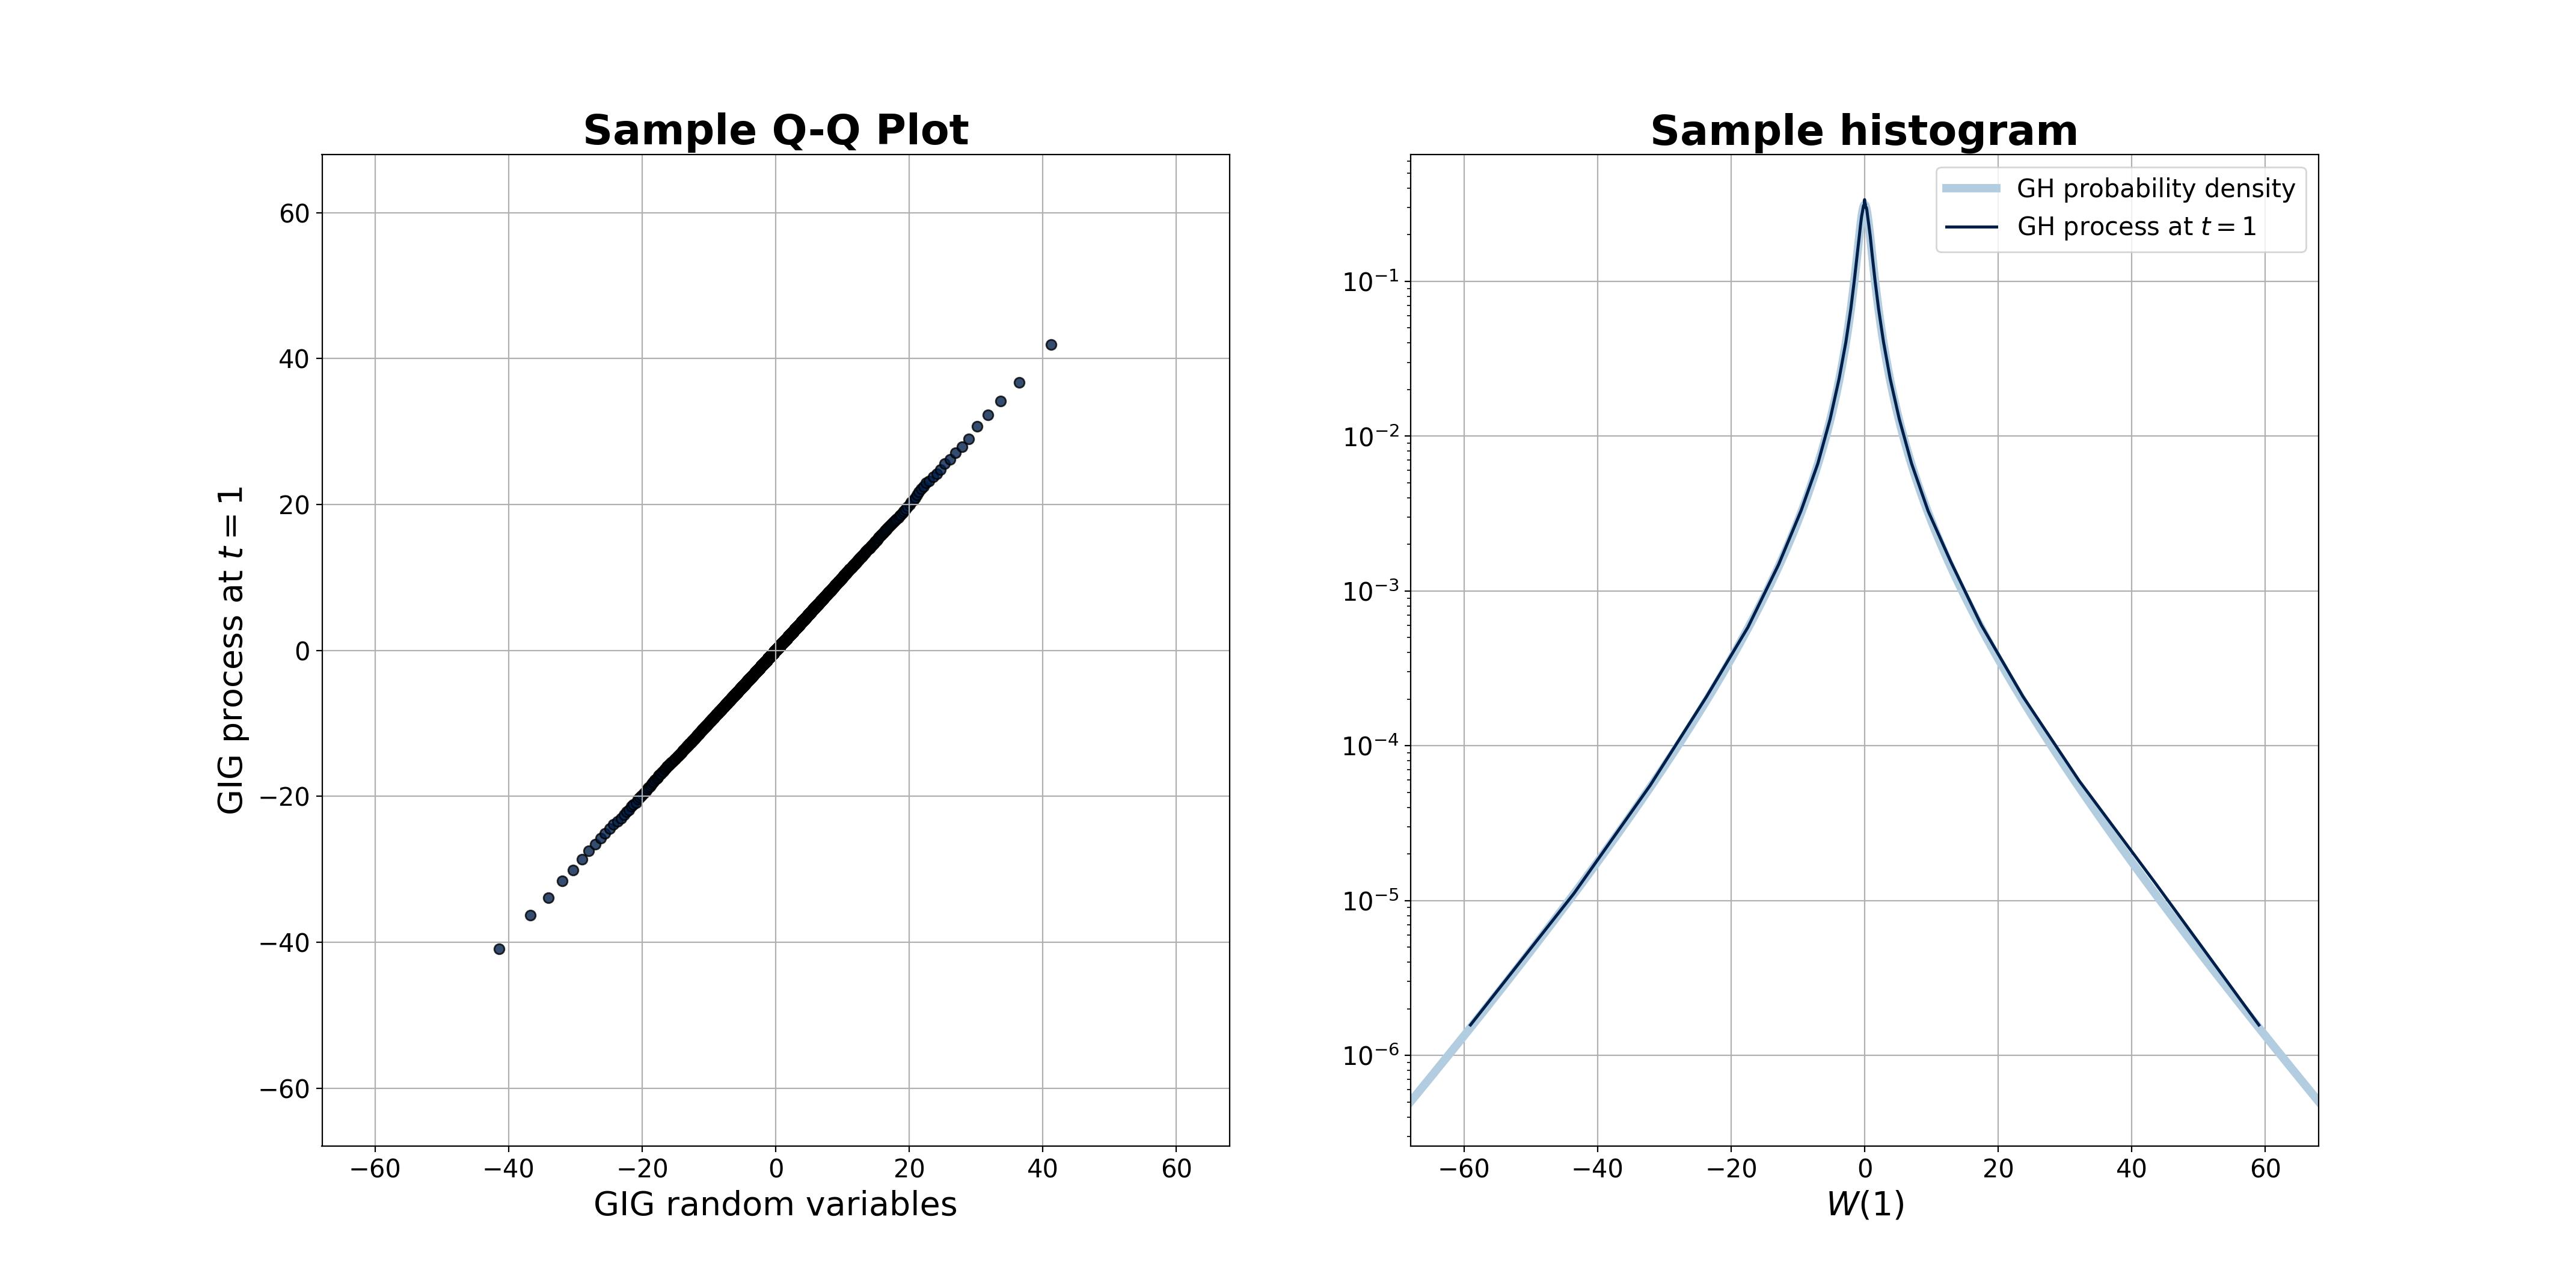 Sample Q-Q Plot
60
40
20
0
−20
−40
−60
GIG process at t = 1
−60 −40 −20 0 20 40 60
GIG random variables
Sample histogram
GH probability density
GH process at t = 1
10⁻¹
10⁻²
10⁻³
10⁻⁴
10⁻⁵
10⁻⁶
−60 −40 −20 0 20 40 60
W(1)